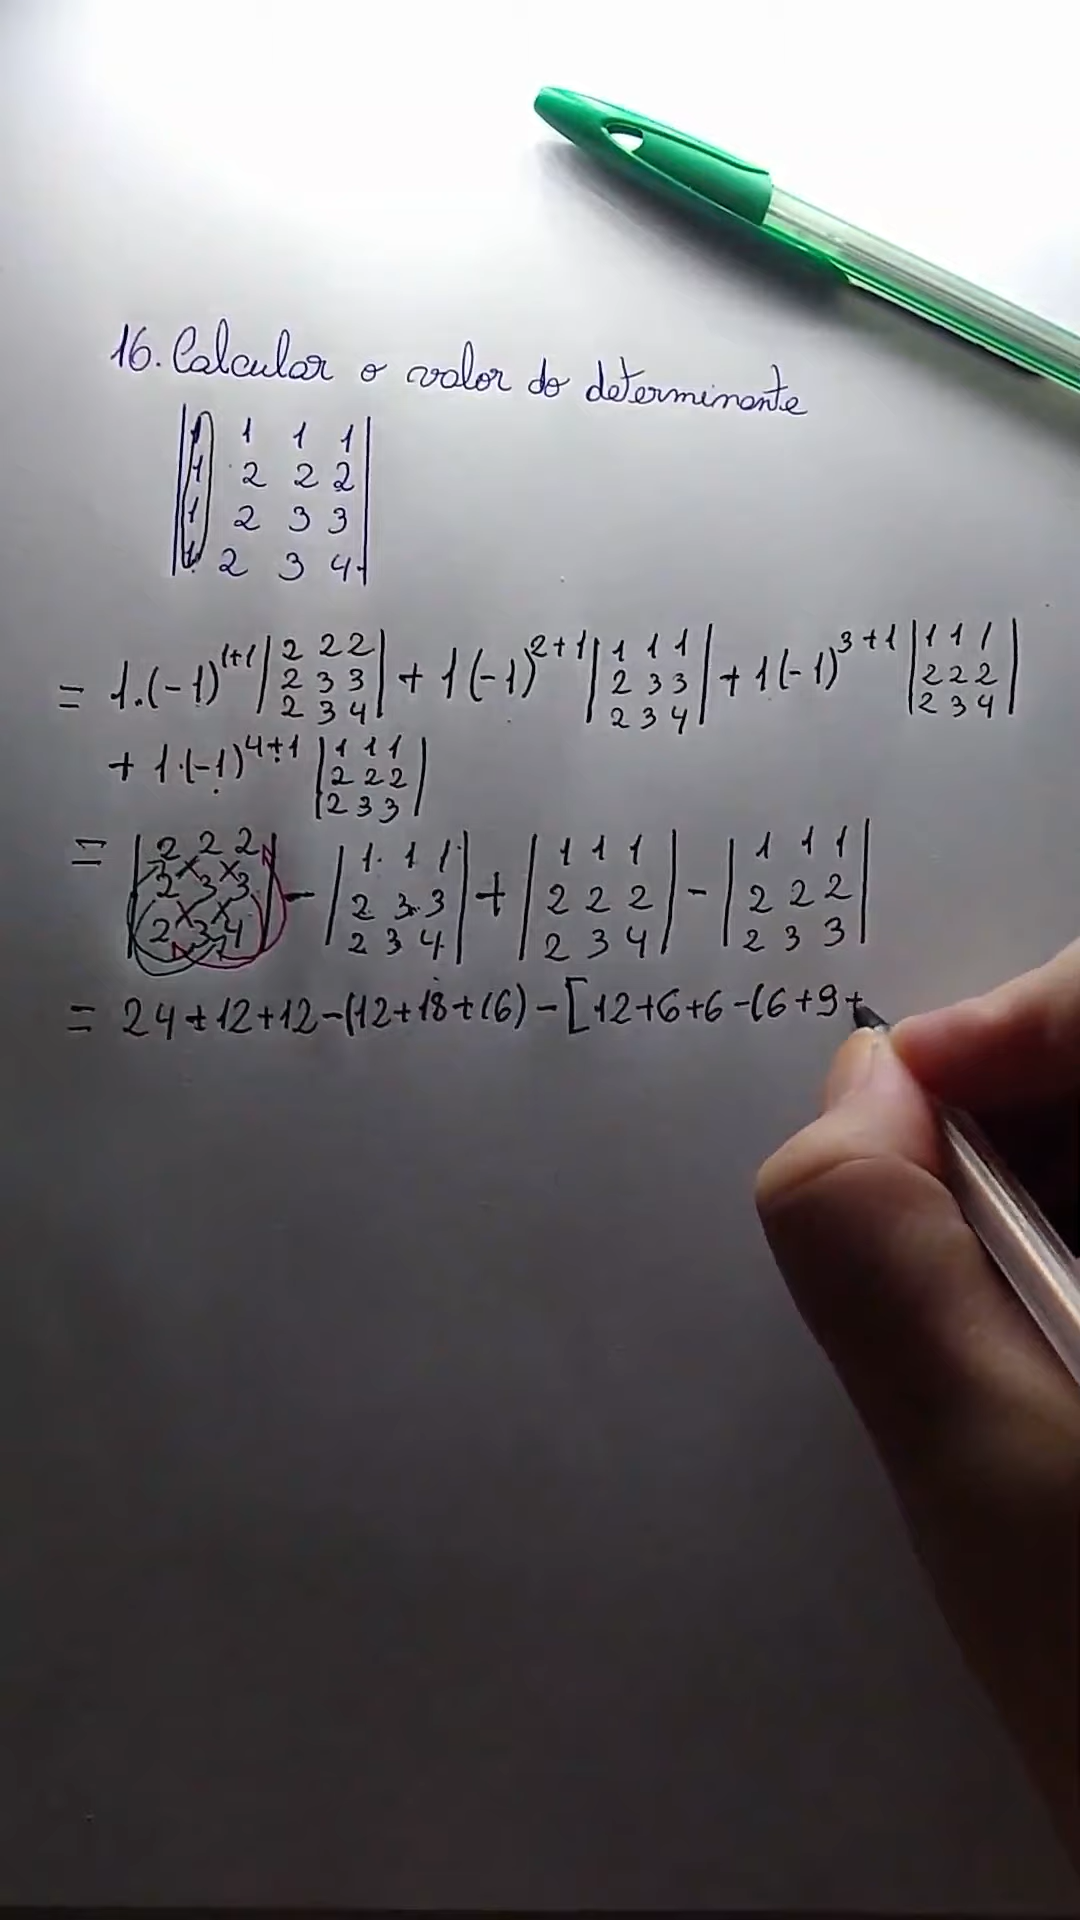 16. Calcular o valor do determinante
| 1 1 1 1 |
| 1 2 2 2 |
| 1 2 3 3 |
| 1 2 3 4 |
= 1.(-1)^1+1 | 2 2 2 | + 1(-1)^2+1 | 1 1 1 | + 1(-1)^3+1 | 1 1 1 |
| 2 3 3 | | 2 3 3 | | 2 2 2 |
| 2 3 4 | | 2 3 4 | | 2 3 4 |
+ 1.(-1)^4+1 | 1 1 1 |
| 2 2 2 |
| 2 3 3 |
= | 2 2 2 | - | 1 1 1 | + | 1 1 1 | - | 1 1 1 |
| 2 3 3 | | 2 3 3 | | 2 2 2 | | 2 2 2 |
| 2 3 4 | | 2 3 4 | | 2 3 4 | | 2 3 3 |
= 24+12+12-(12+18+16)-[12+6+6-(6+9+